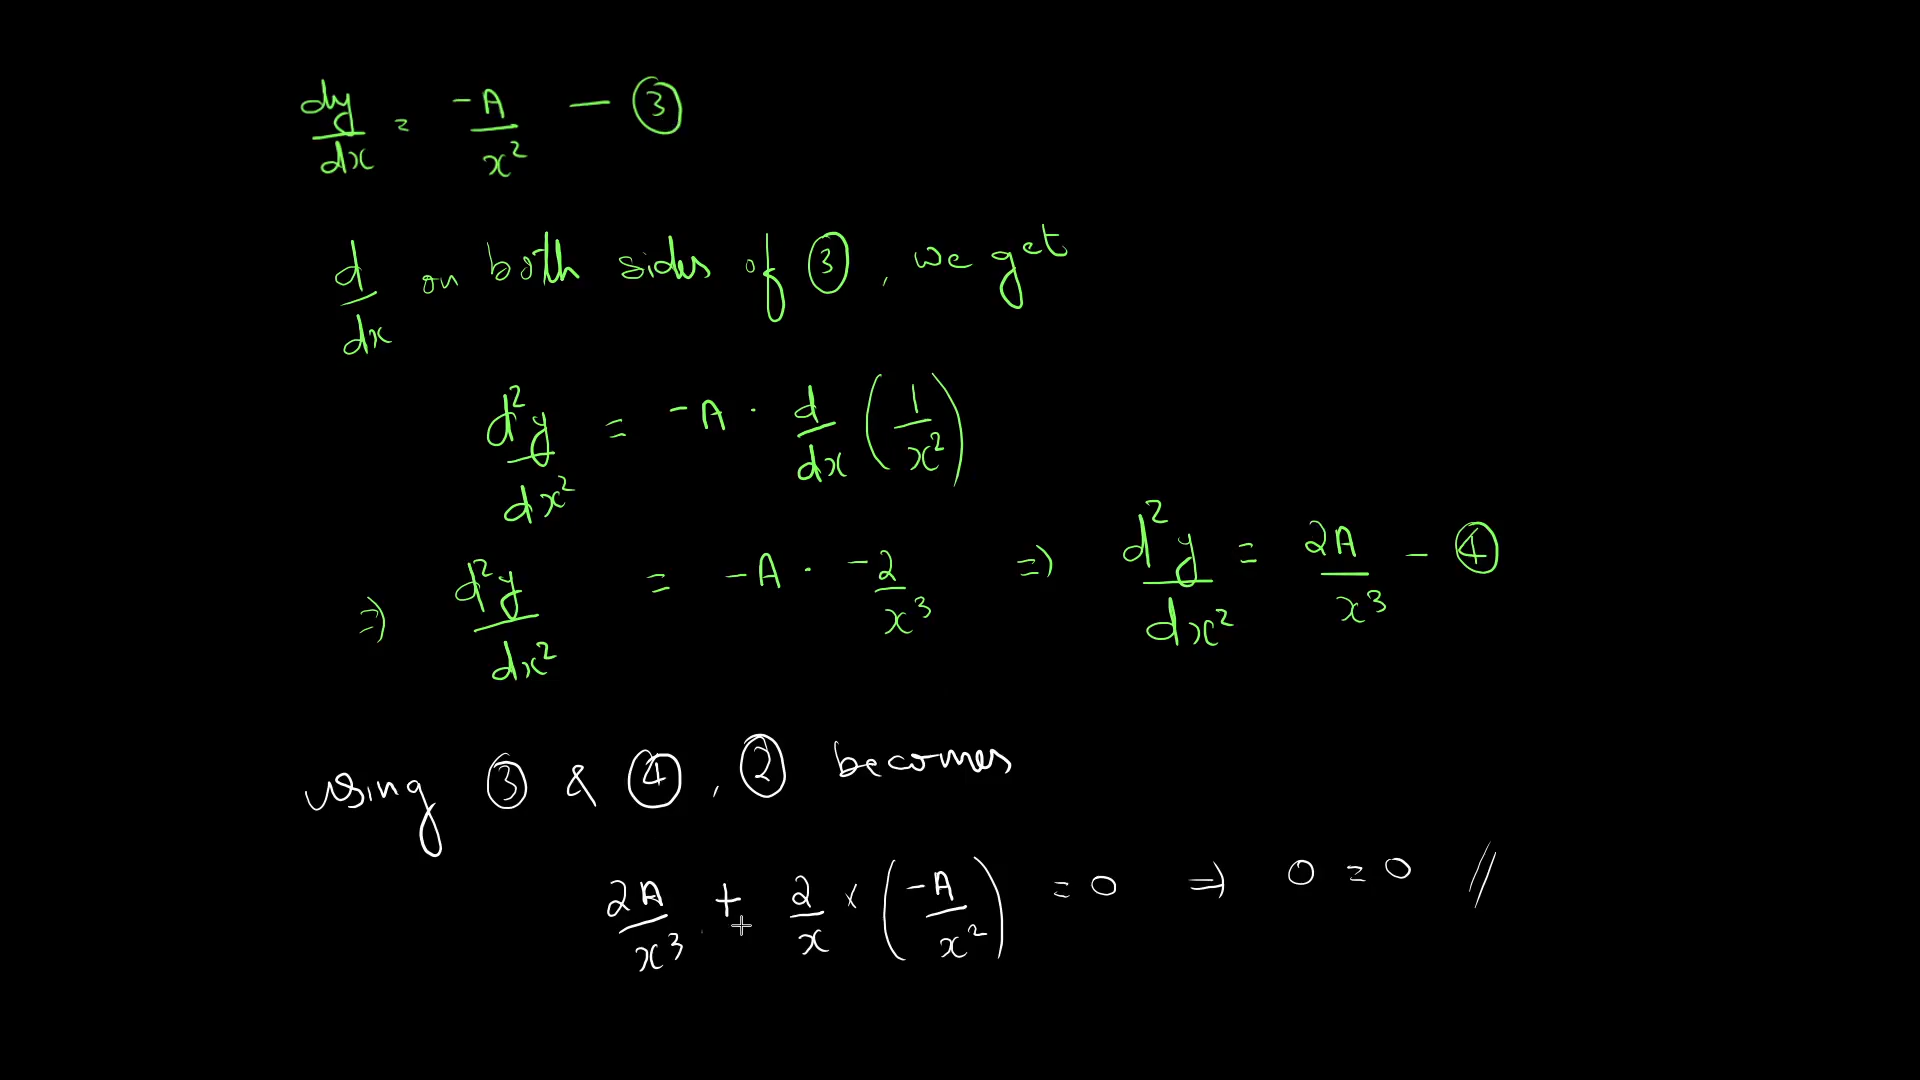 dy/dx = -A/x² — ③
d/dx on both sides of ③, we get
d²y/dx² = -A · d/dx (1/x²)
⇒ d²y/dx² = -A · -2/x³ ⇒ d²y/dx² = 2A/x³ - ④
using ③ & ④, ② becomes
2A/x³ + 2/x × (-A/x²) = 0 ⇒ 0 = 0 //